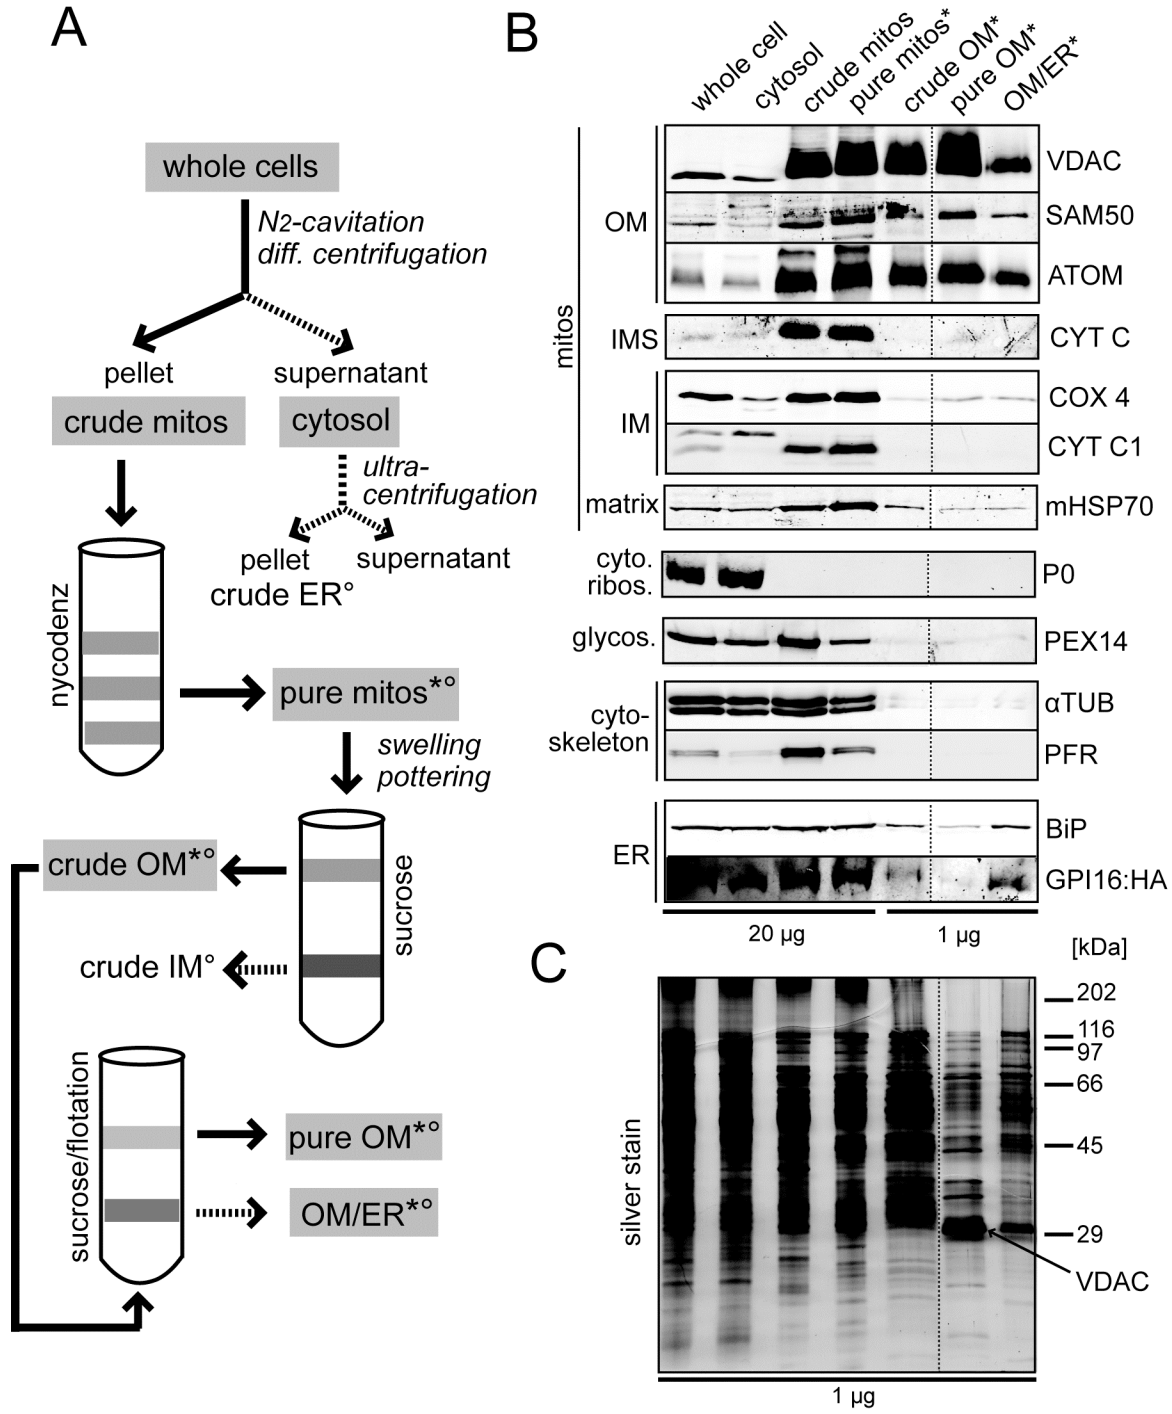 A
whole cells
N2-cavitation
diff. centrifugation
pellet
supernatant
crude mitos
cytosol
ultra-
centrifugation
pellet
supernatant
crude ER°
nycodenz
pure mitos*°
swelling
pottering
crude OM*°
sucrose
crude IM°
sucrose/flotation
pure OM*°
OM/ER*°
B
whole cell
cytosol
crude mitos
pure mitos*
crude OM*
pure OM*
OM/ER*
mitos
OM
VDAC
SAM50
ATOM
IMS
CYT C
IM
COX 4
CYT C1
matrix
mHSP70
cyto.
ribos.
P0
glycos.
PEX14
cyto-
skeleton
αTUB
PFR
ER
BiP
GPI16:HA
20 µg
1 µg
C
[kDa]
silver stain
202
116
97
66
45
29
VDAC
1 µg